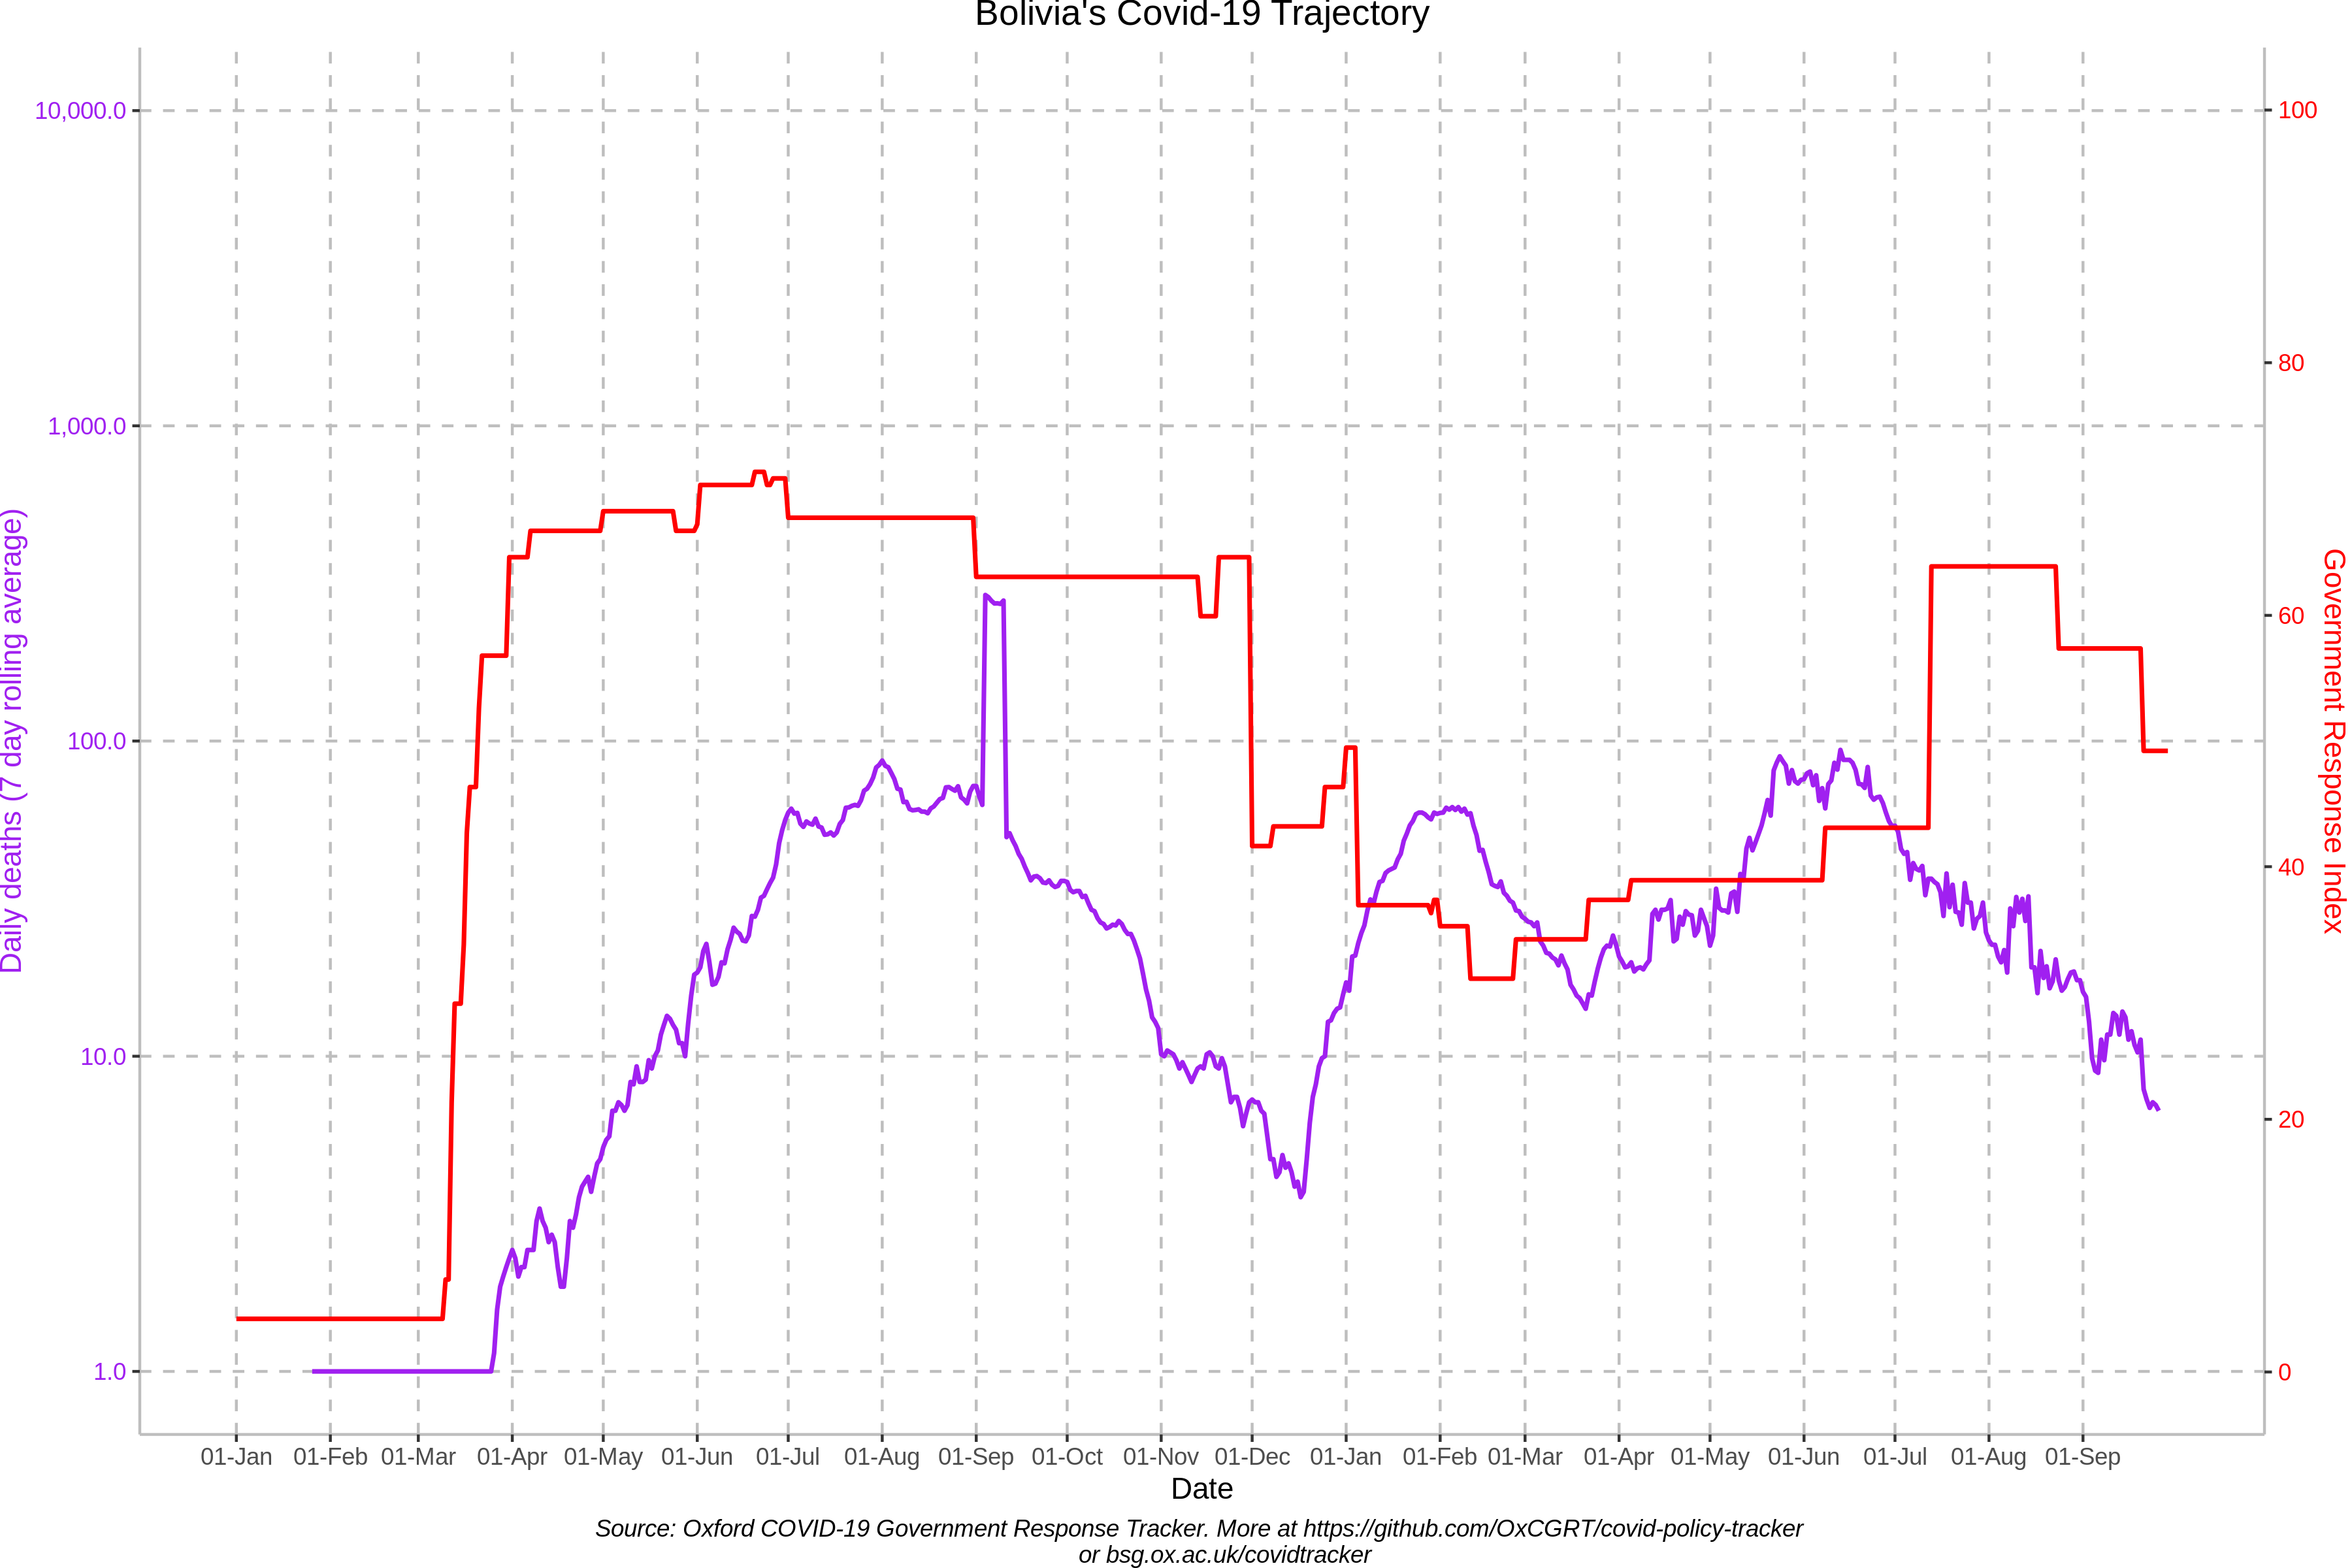 Bolivia's Covid-19 Trajectory
10,000.0
1,000.0
100.0
10.0
1.0
Daily deaths (7 day rolling average)
100
80
60
40
20
0
Government Response Index
01-Jan 01-Feb 01-Mar 01-Apr 01-May 01-Jun 01-Jul 01-Aug 01-Sep 01-Oct 01-Nov 01-Dec 01-Jan 01-Feb 01-Mar 01-Apr 01-May 01-Jun 01-Jul 01-Aug 01-Sep
Date
Source: Oxford COVID-19 Government Response Tracker. More at https://github.com/OxCGRT/covid-policy-tracker
or bsg.ox.ac.uk/covidtracker